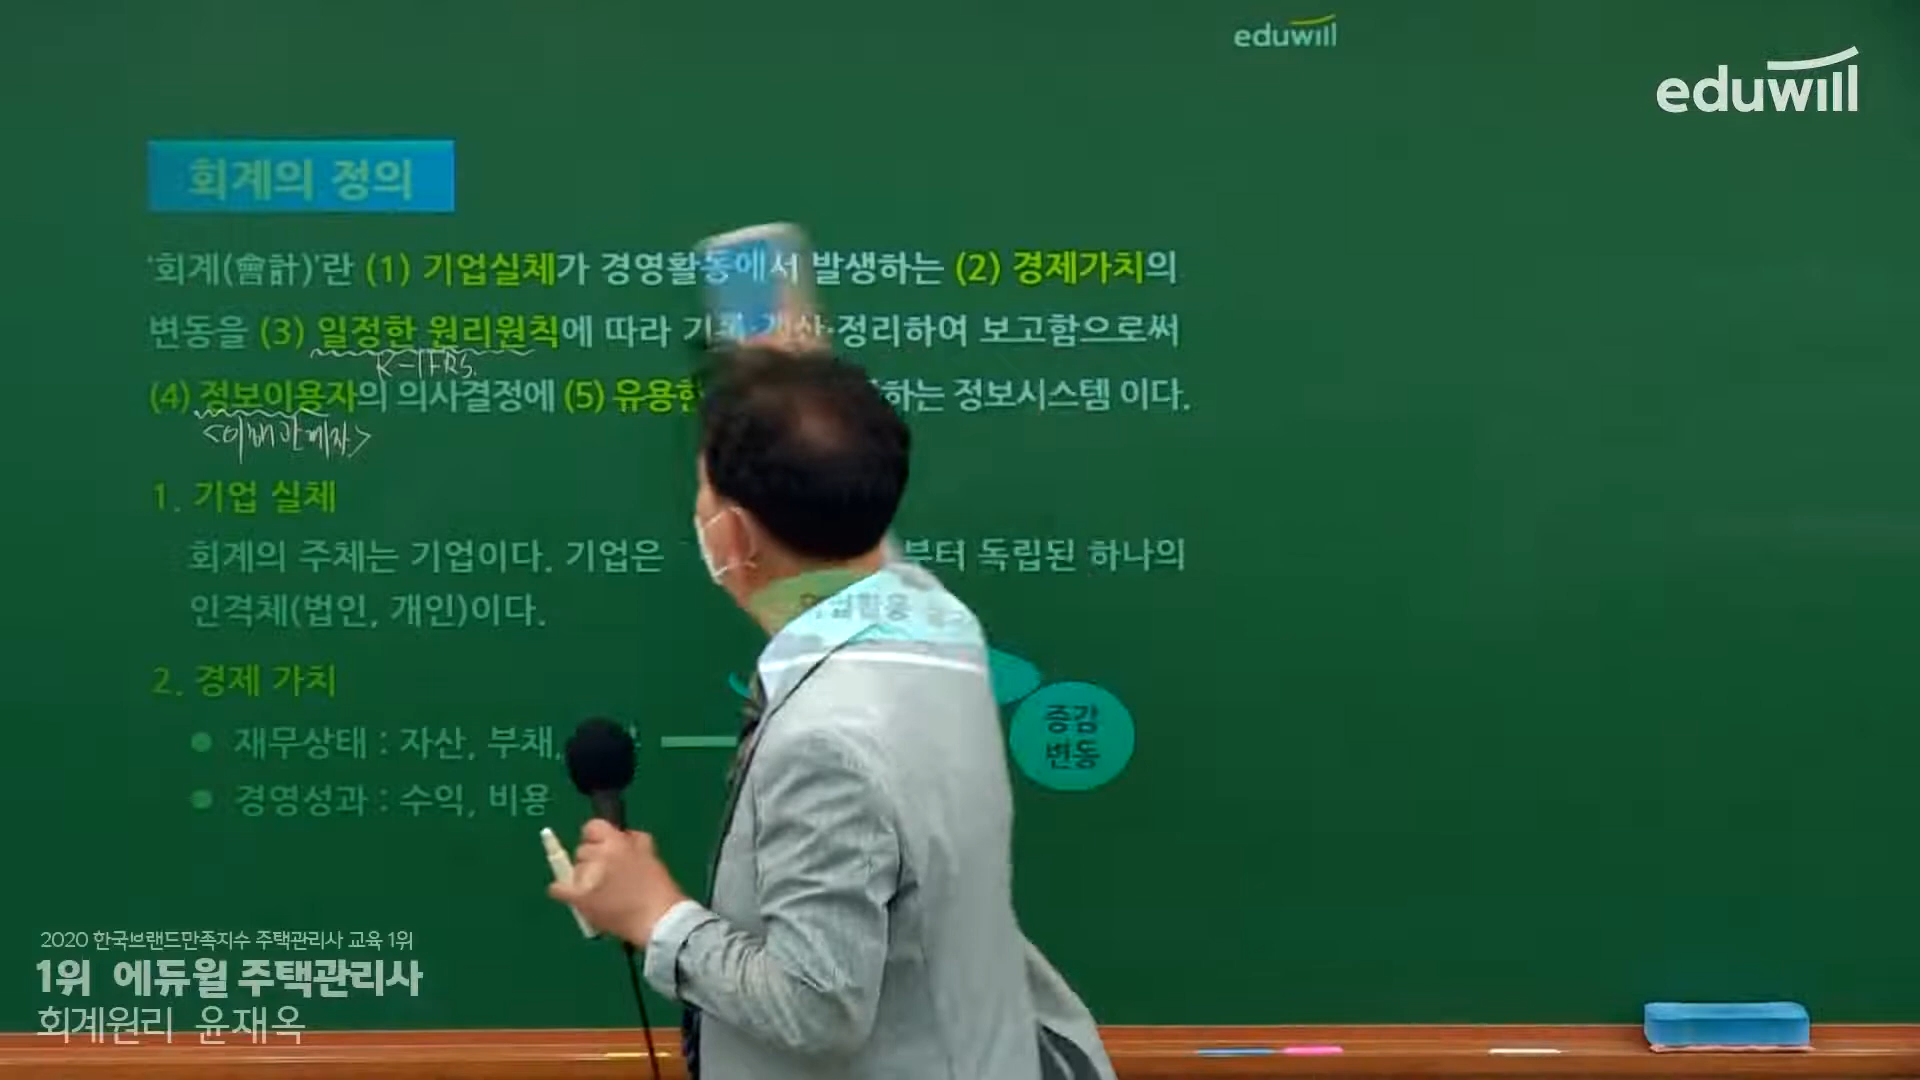 eduwill
eduwill
회계의 정의
'회계(會計)'란 (1) 기업실체가 경영활동에서 발생하는 (2) 경제가치의
변동을 (3) 일정한 원리원칙에 따라 정리하여 보고함으로써
K-IFRS.
(4) 정보이용자의 의사결정에 (5) 유용한 하는 정보시스템 이다.
<이해관계자>
1. 기업 실체
회계의 주체는 기업이다. 기업은 부터 독립된 하나의
인격체(법인, 개인)이다.
2. 경제 가치
증감
변동
● 재무상태 : 자산, 부채,
● 경영성과 : 수익, 비용
2020 한국브랜드만족지수 주택관리사 교육 1위
1위 에듀윌 주택관리사
회계원리 윤재옥